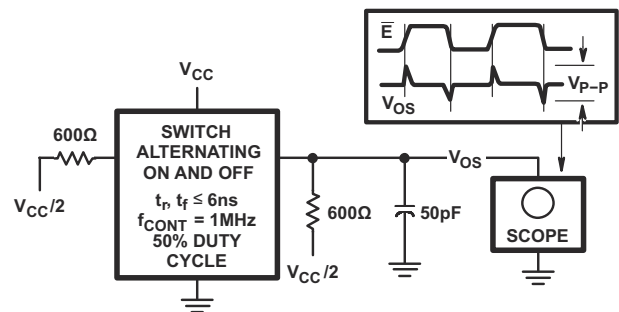 E
V_OS
V_P–P
V_CC
600Ω
V_CC/2
SWITCH
ALTERNATING
ON AND OFF
t_r, t_f ≤ 6ns
f_CONT = 1MHz
50% DUTY
CYCLE
600Ω
V_CC/2
50pF
V_OS
SCOPE